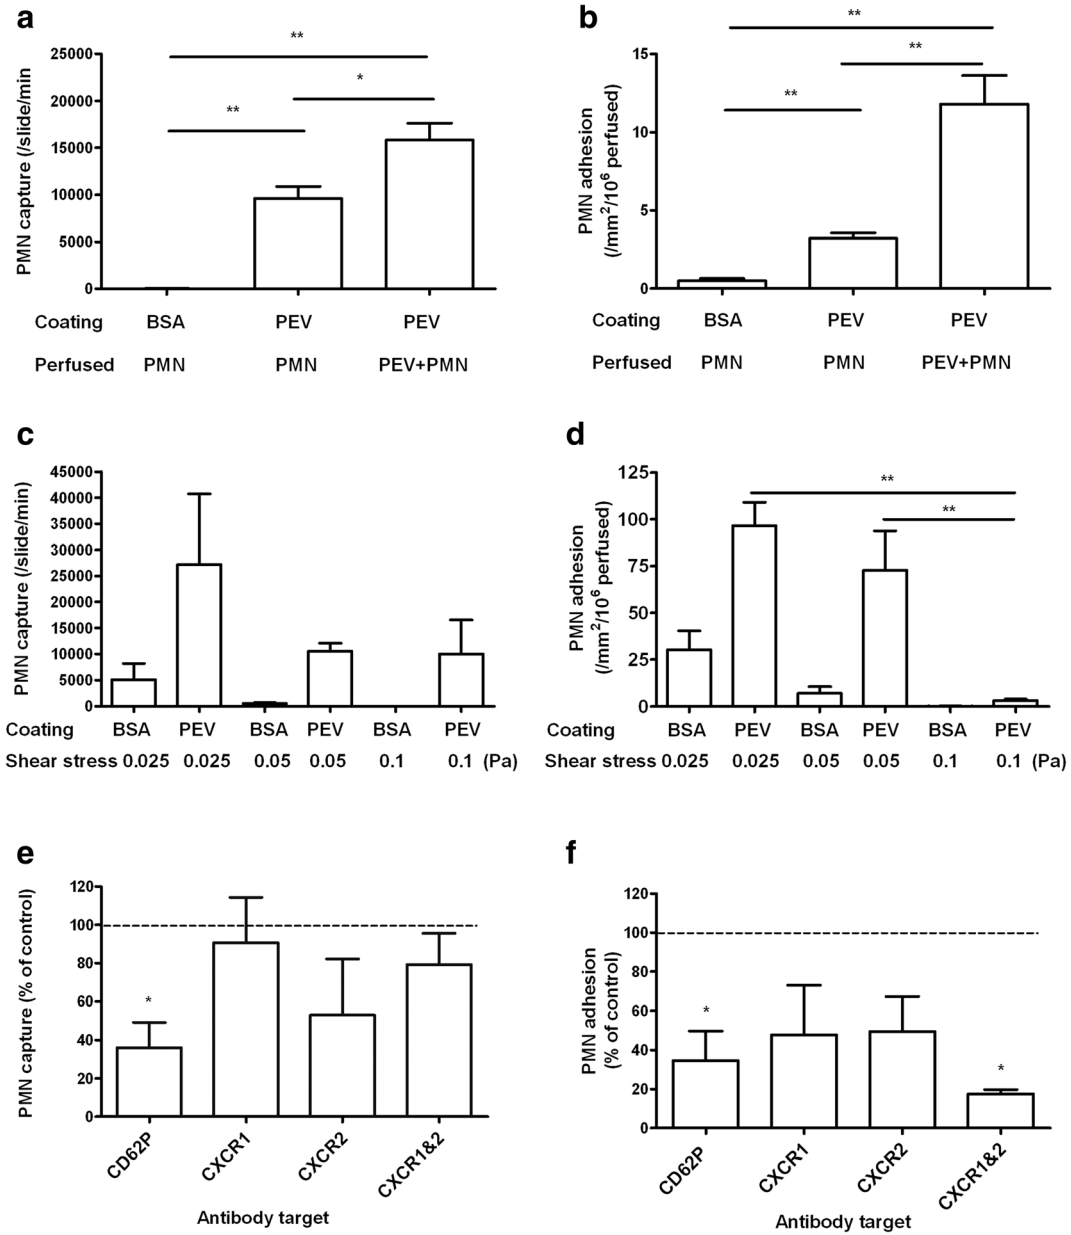 a
**
*
**
PMN capture (/slide/min
25000
20000
15000
10000
5000
0
Coating BSA PEV PEV
Perfused PMN PMN PEV+PMN
b
**
**
**
PMN adhesion
(/mm2/10^6 perfused)
15
10
5
0
Coating BSA PEV PEV
Perfused PMN PMN PEV+PMN
c
PMN capture (/slide/min)
45000
40000
35000
30000
25000
20000
15000
10000
5000
0
Coating BSA PEV BSA PEV BSA PEV
Shear stress 0.025 0.025 0.05 0.05 0.1 0.1 (Pa)
d
**
**
PMN adhesion
(/mm2/10^6 perfused)
125
100
75
50
25
0
Coating BSA PEV BSA PEV BSA PEV
Shear stress 0.025 0.025 0.05 0.05 0.1 0.1 (Pa)
e
PMN capture (% of control)
120
100
80
60
40
20
0
*
CD62P CXCR1 CXCR2 CXCR1&2
Antibody target
f
PMN adhesion
(% of control)
120
100
80
60
40
20
0
*
*
CD62P CXCR1 CXCR2 CXCR1&2
Antibody target